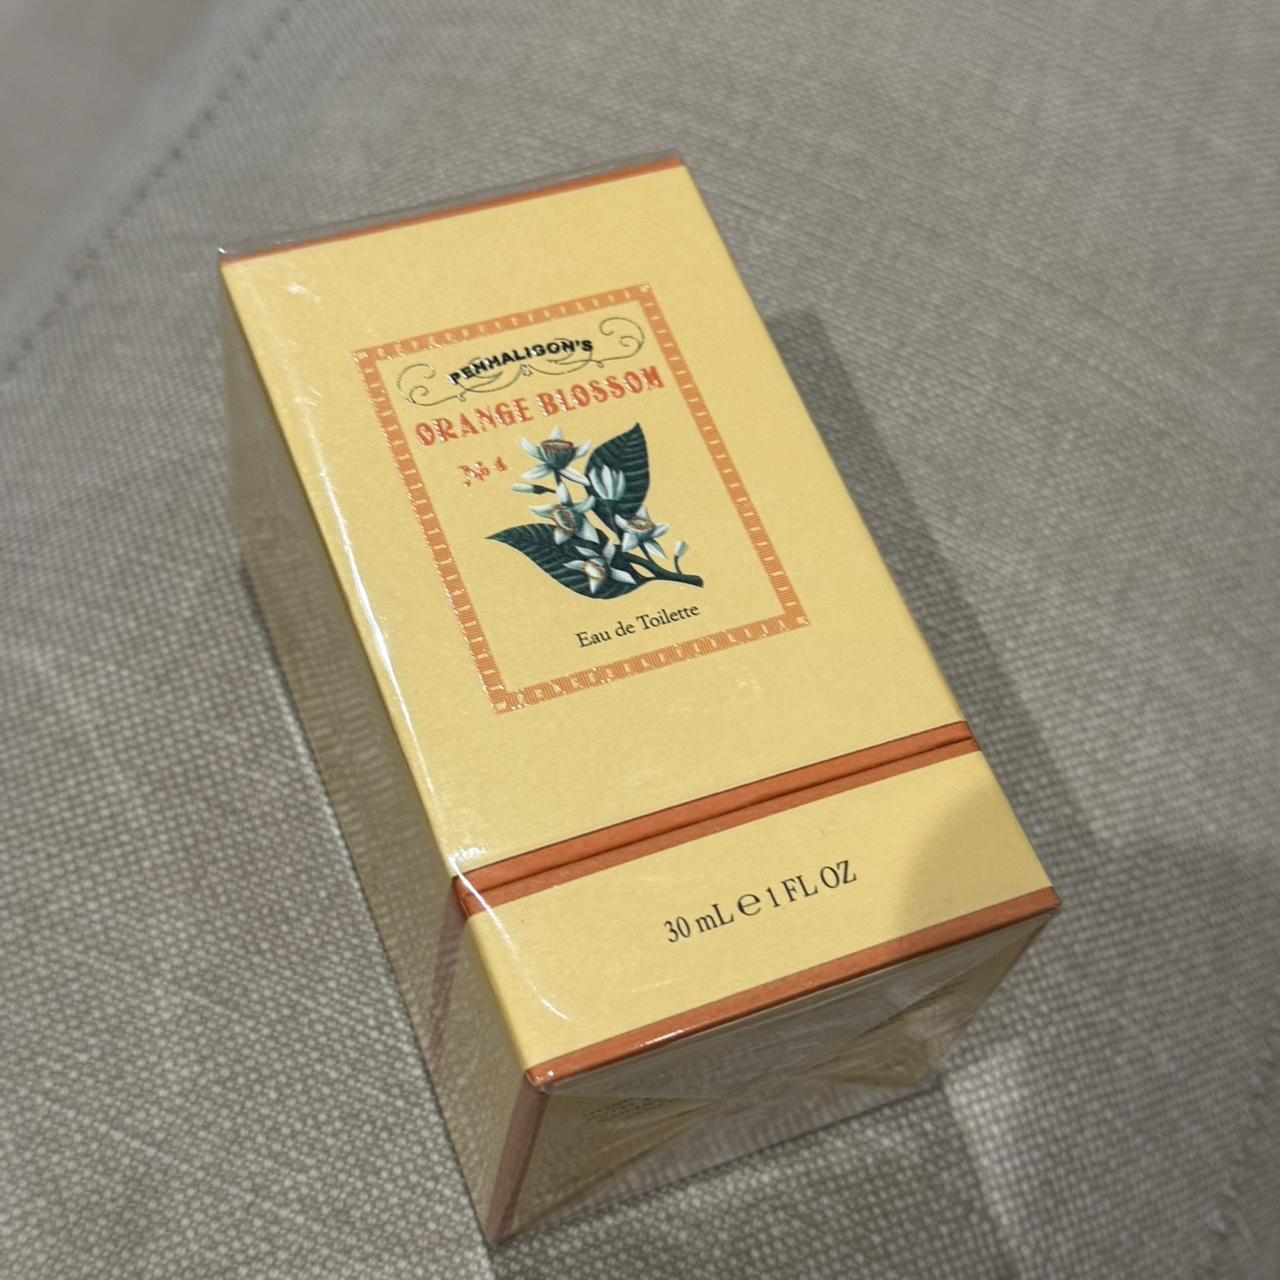 PENHALIGON'S
ORANGE BLOSSOM
No 4
Eau de Toilette
30 mL ℮ 1 FL OZ